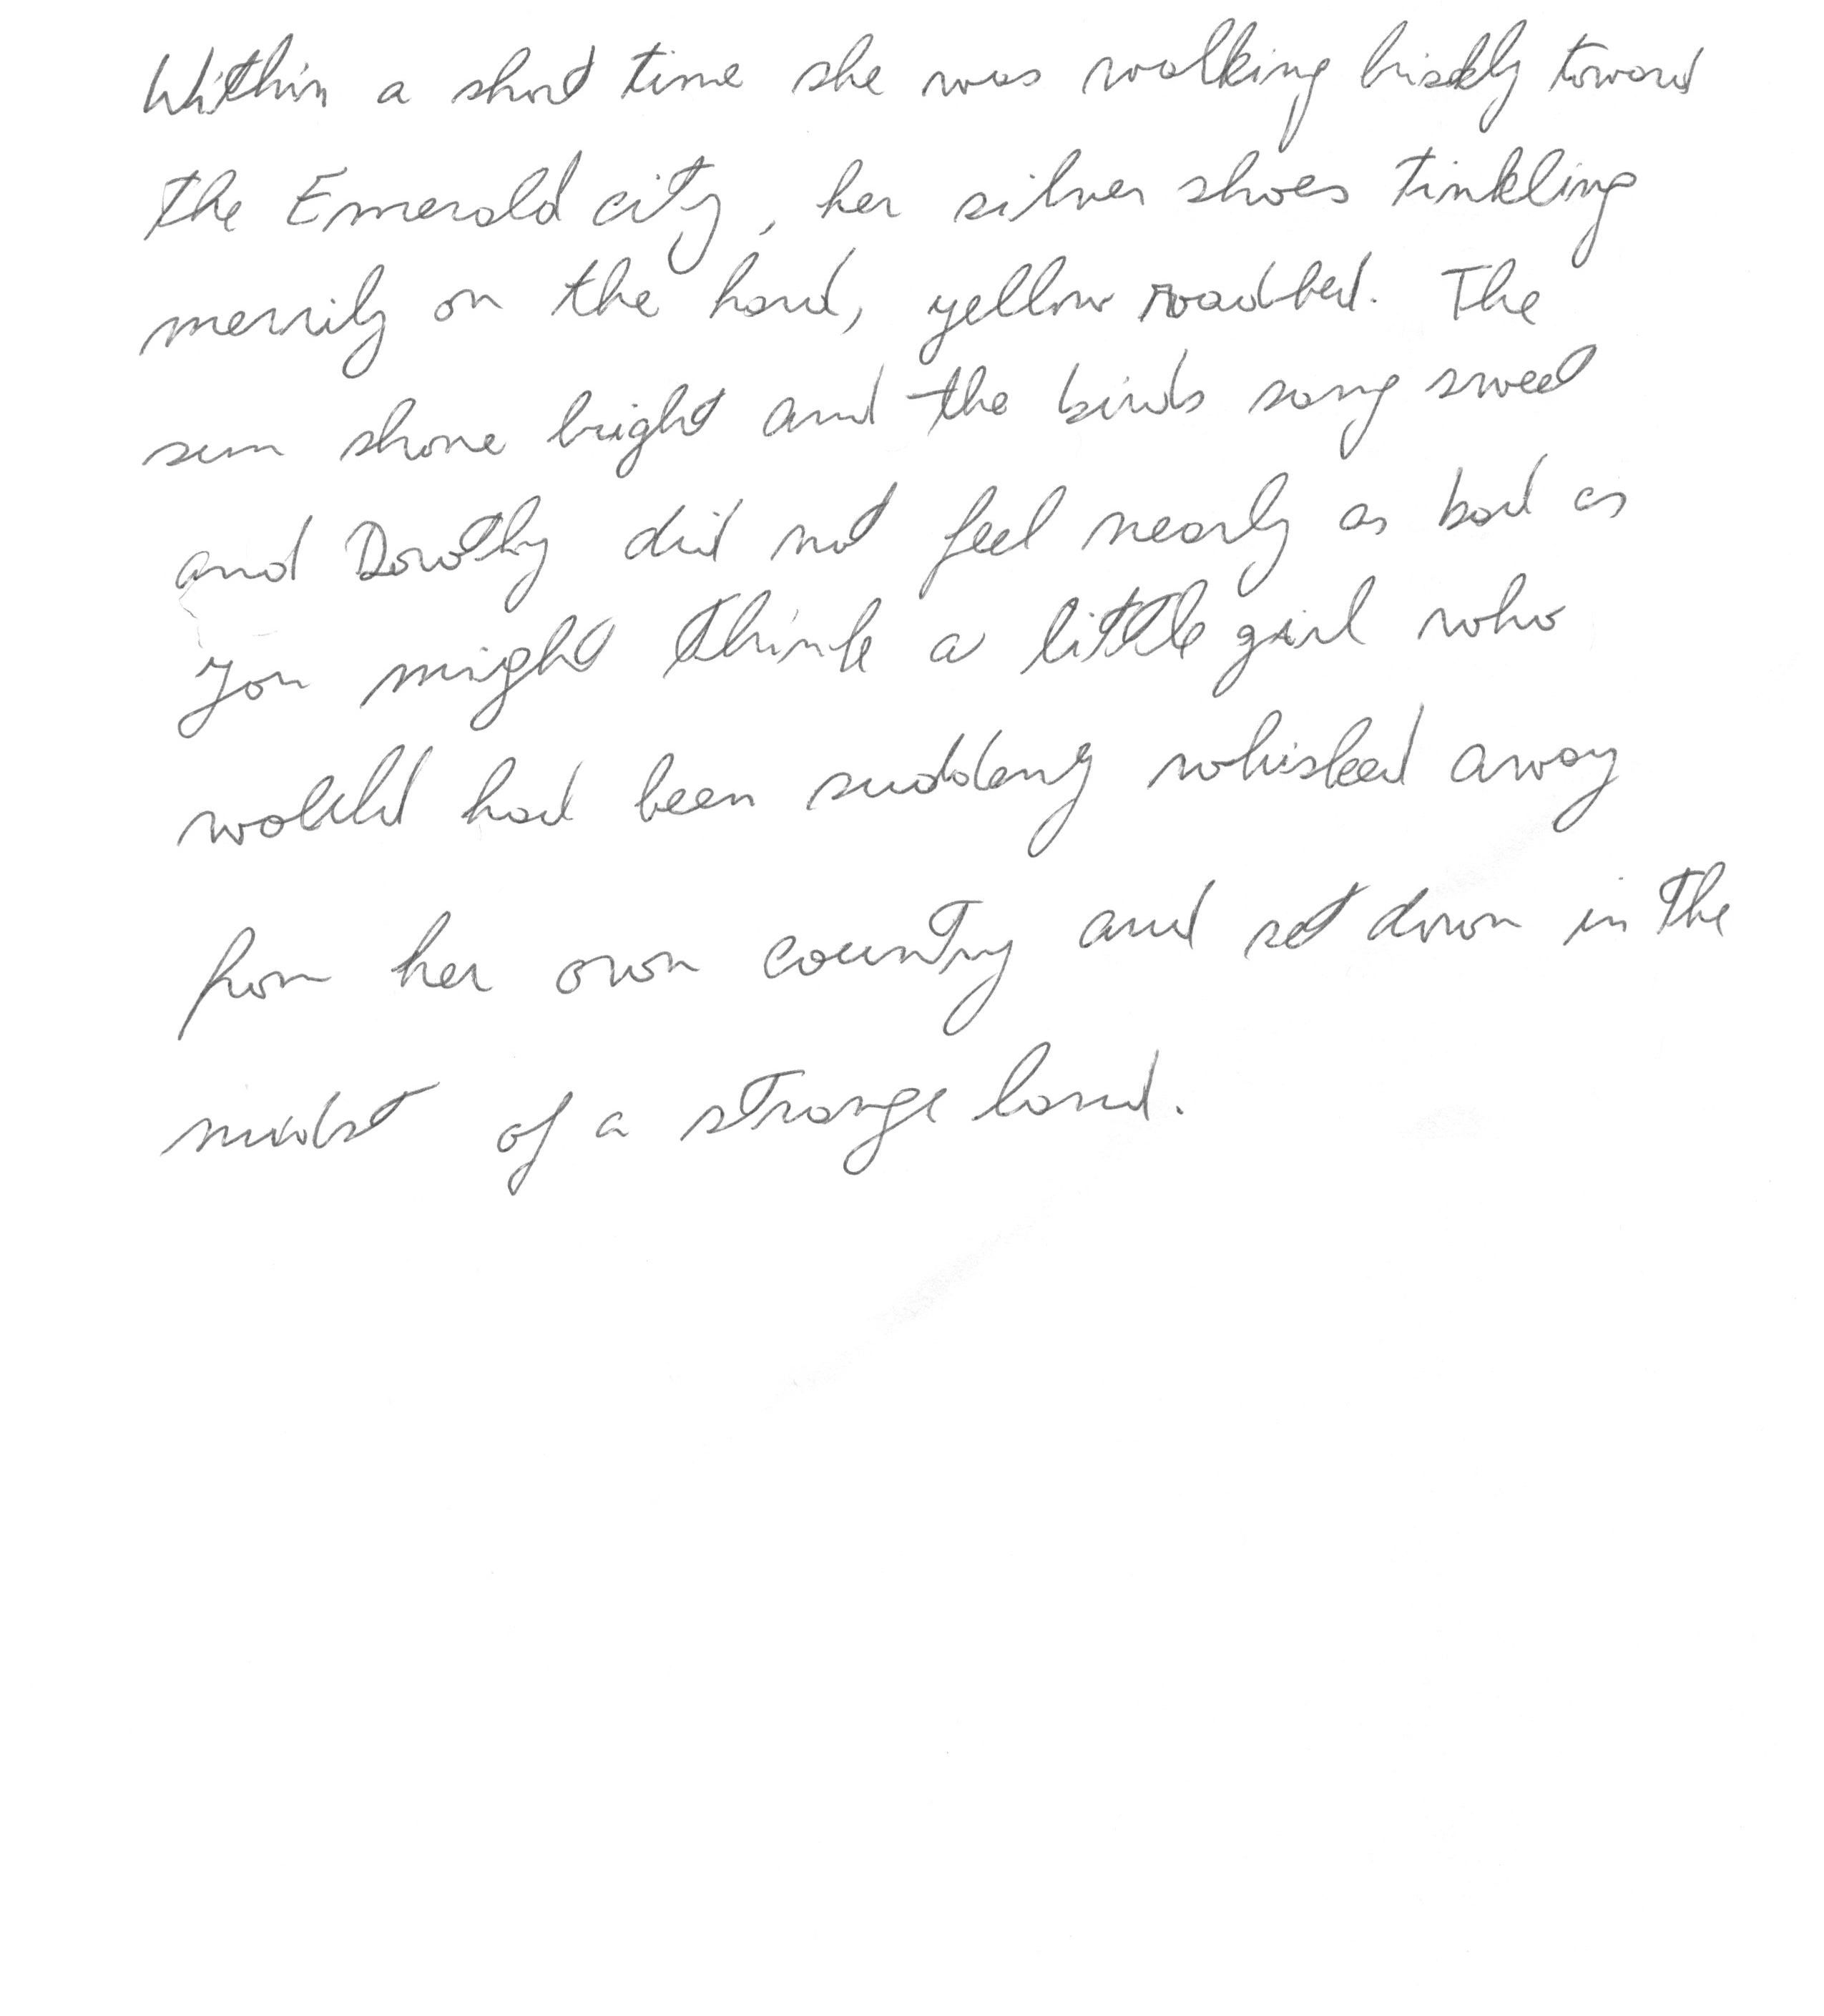 Within a short time she was walking briskly toward
the Emerald city, her silver shoes tinkling
merrily on the hard, yellow roadbed. The
sun shone bright and the birds sang sweet
and Dorothy did not feel nearly as bad as
you might think a little girl who
would had been suddenly whisked away
from her own country and set down in the
midst of a strange land.